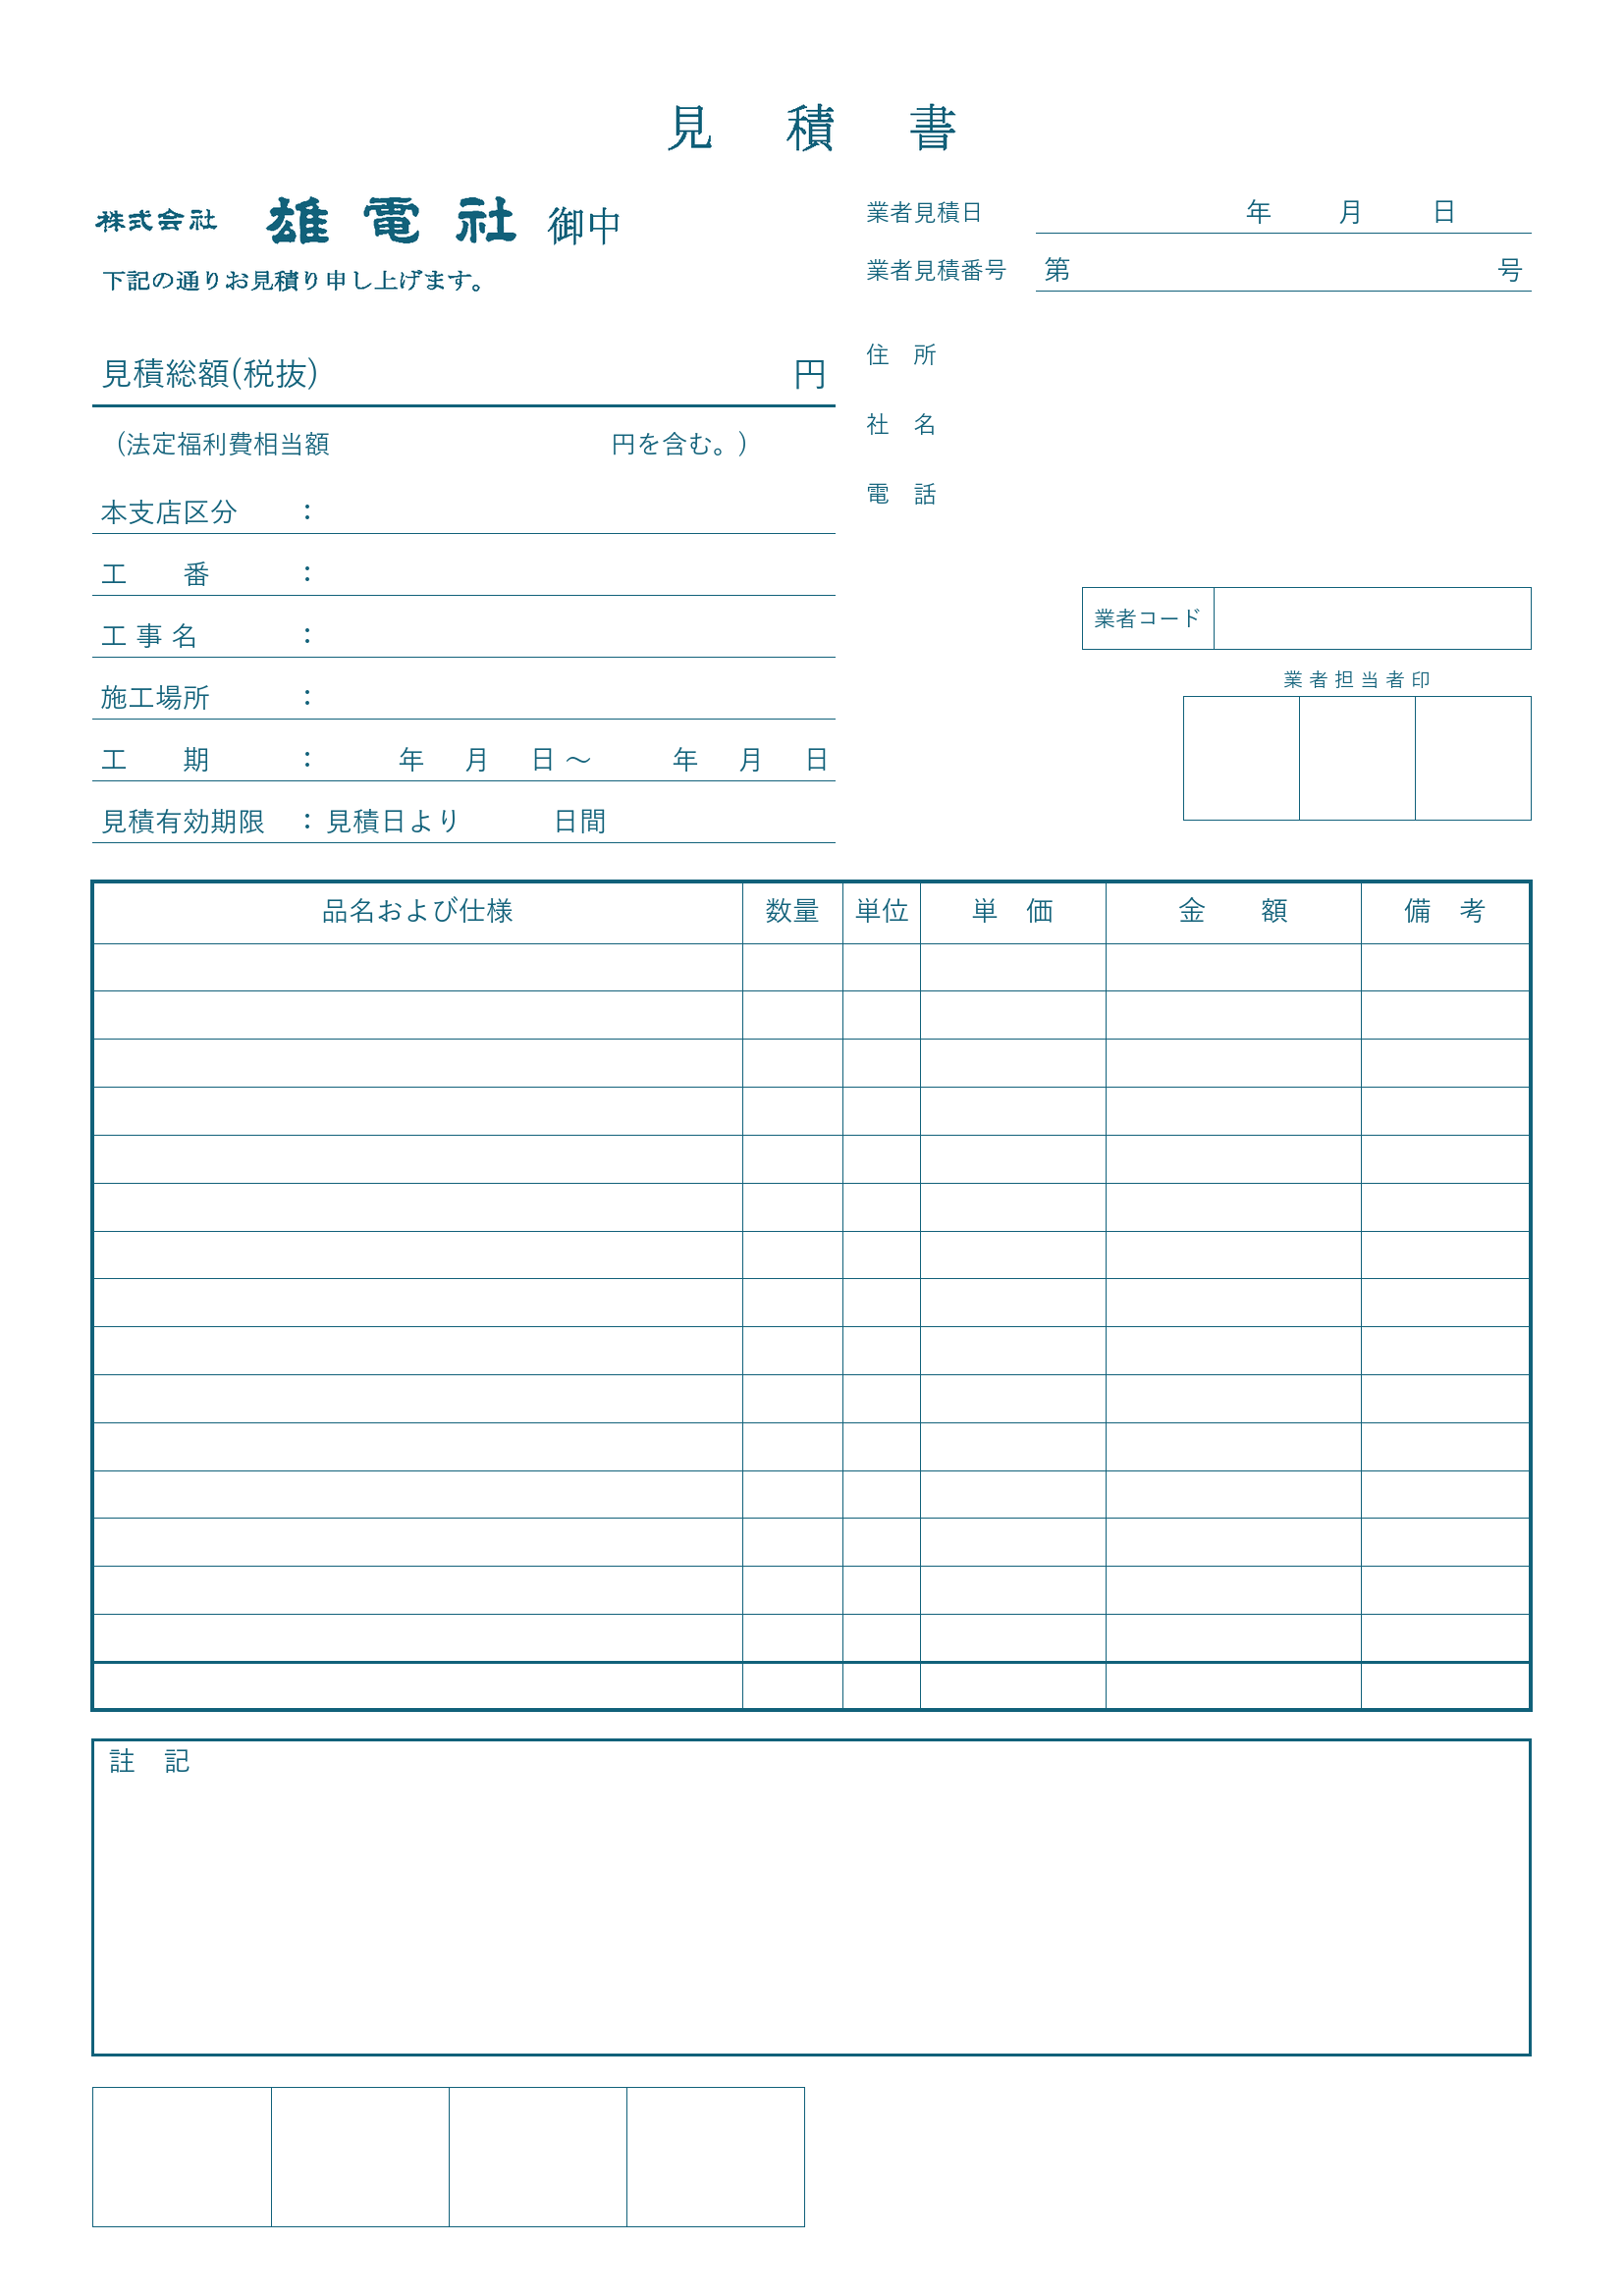 見 積 書
株式会社 雄電社 御中
下記の通りお見積り申し上げます。
見積総額(税抜) 円
（法定福利費相当額 円を含む。）
本支店区分 ：
工 番 ：
工 事 名 ：
施工場所 ：
工 期 ： 年 月 日 ～ 年 月 日
見積有効期限 ： 見積日より 日間
業者見積日 年 月 日
業者見積番号 第 号
住 所
社 名
電 話
業者コード
業者担当者印
品名および仕様 数量 単位 単 価 金 額 備 考
註 記